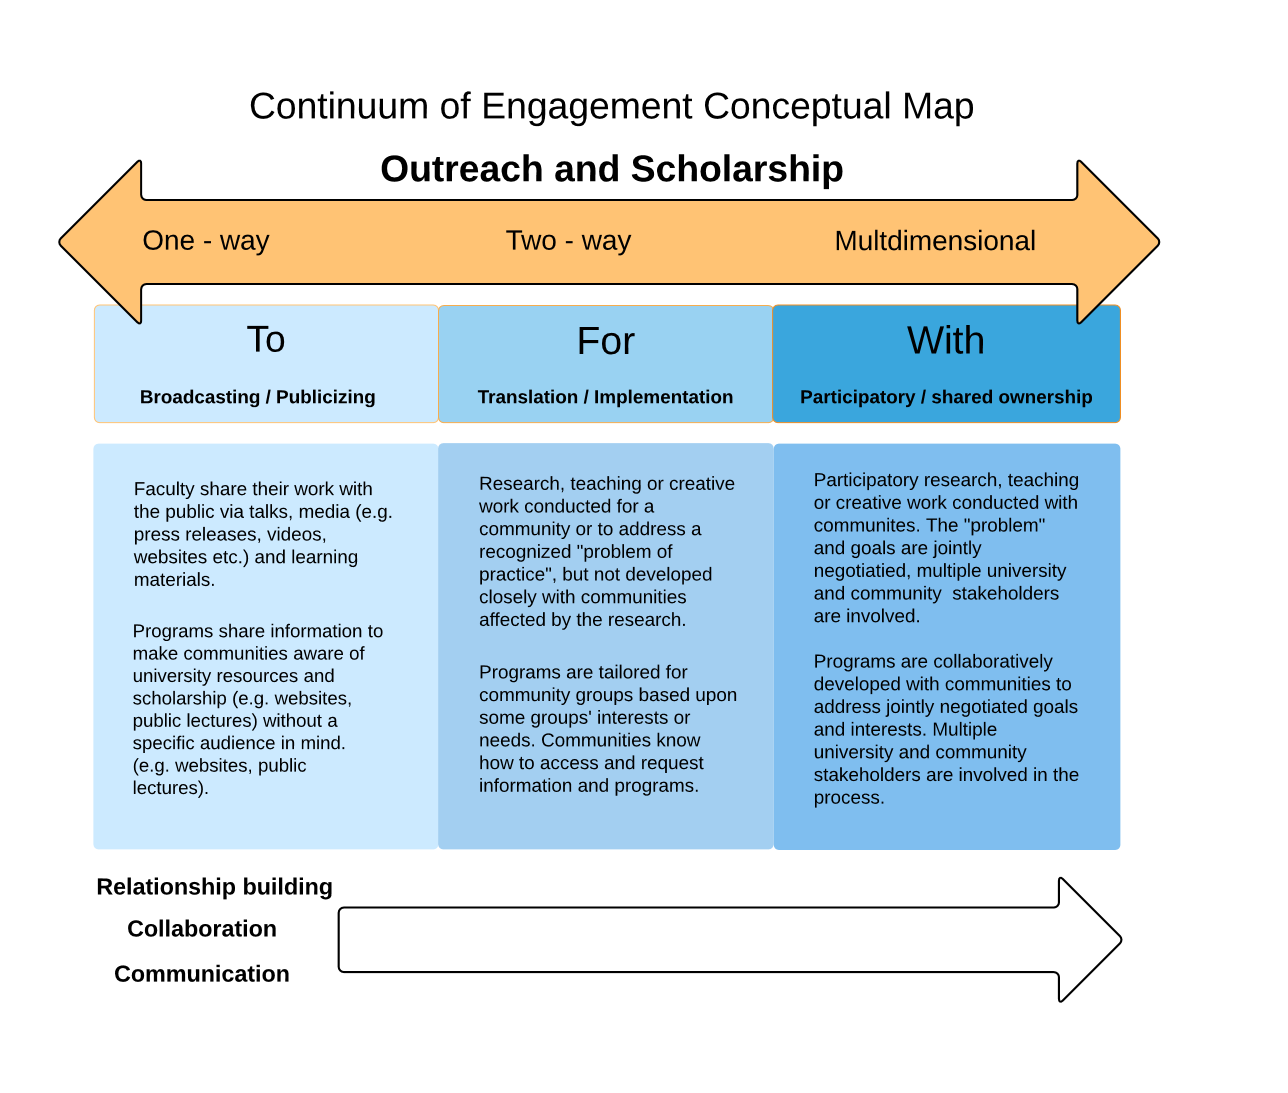 Continuum of Engagement Conceptual Map
Outreach and Scholarship
One - way
Two - way
Multdimensional
To
Broadcasting / Publicizing
For
Translation / Implementation
With
Participatory / shared ownership
Faculty share their work with
the public via talks, media (e.g.
press releases, videos,
websites etc.) and learning
materials.
Programs share information to
make communities aware of
university resources and
scholarship (e.g. websites,
public lectures) without a
specific audience in mind.
(e.g. websites, public
lectures).
Research, teaching or creative
work conducted for a
community or to address a
recognized "problem of
practice", but not developed
closely with communities
affected by the research.
Programs are tailored for
community groups based upon
some groups' interests or
needs. Communities know
how to access and request
information and programs.
Participatory research, teaching
or creative work conducted with
communites. The "problem"
and goals are jointly
negotiatied, multiple university
and community  stakeholders
are involved.
Programs are collaboratively
developed with communities to
address jointly negotiated goals
and interests. Multiple
university and community
stakeholders are involved in the
process.
Relationship building
Collaboration
Communication